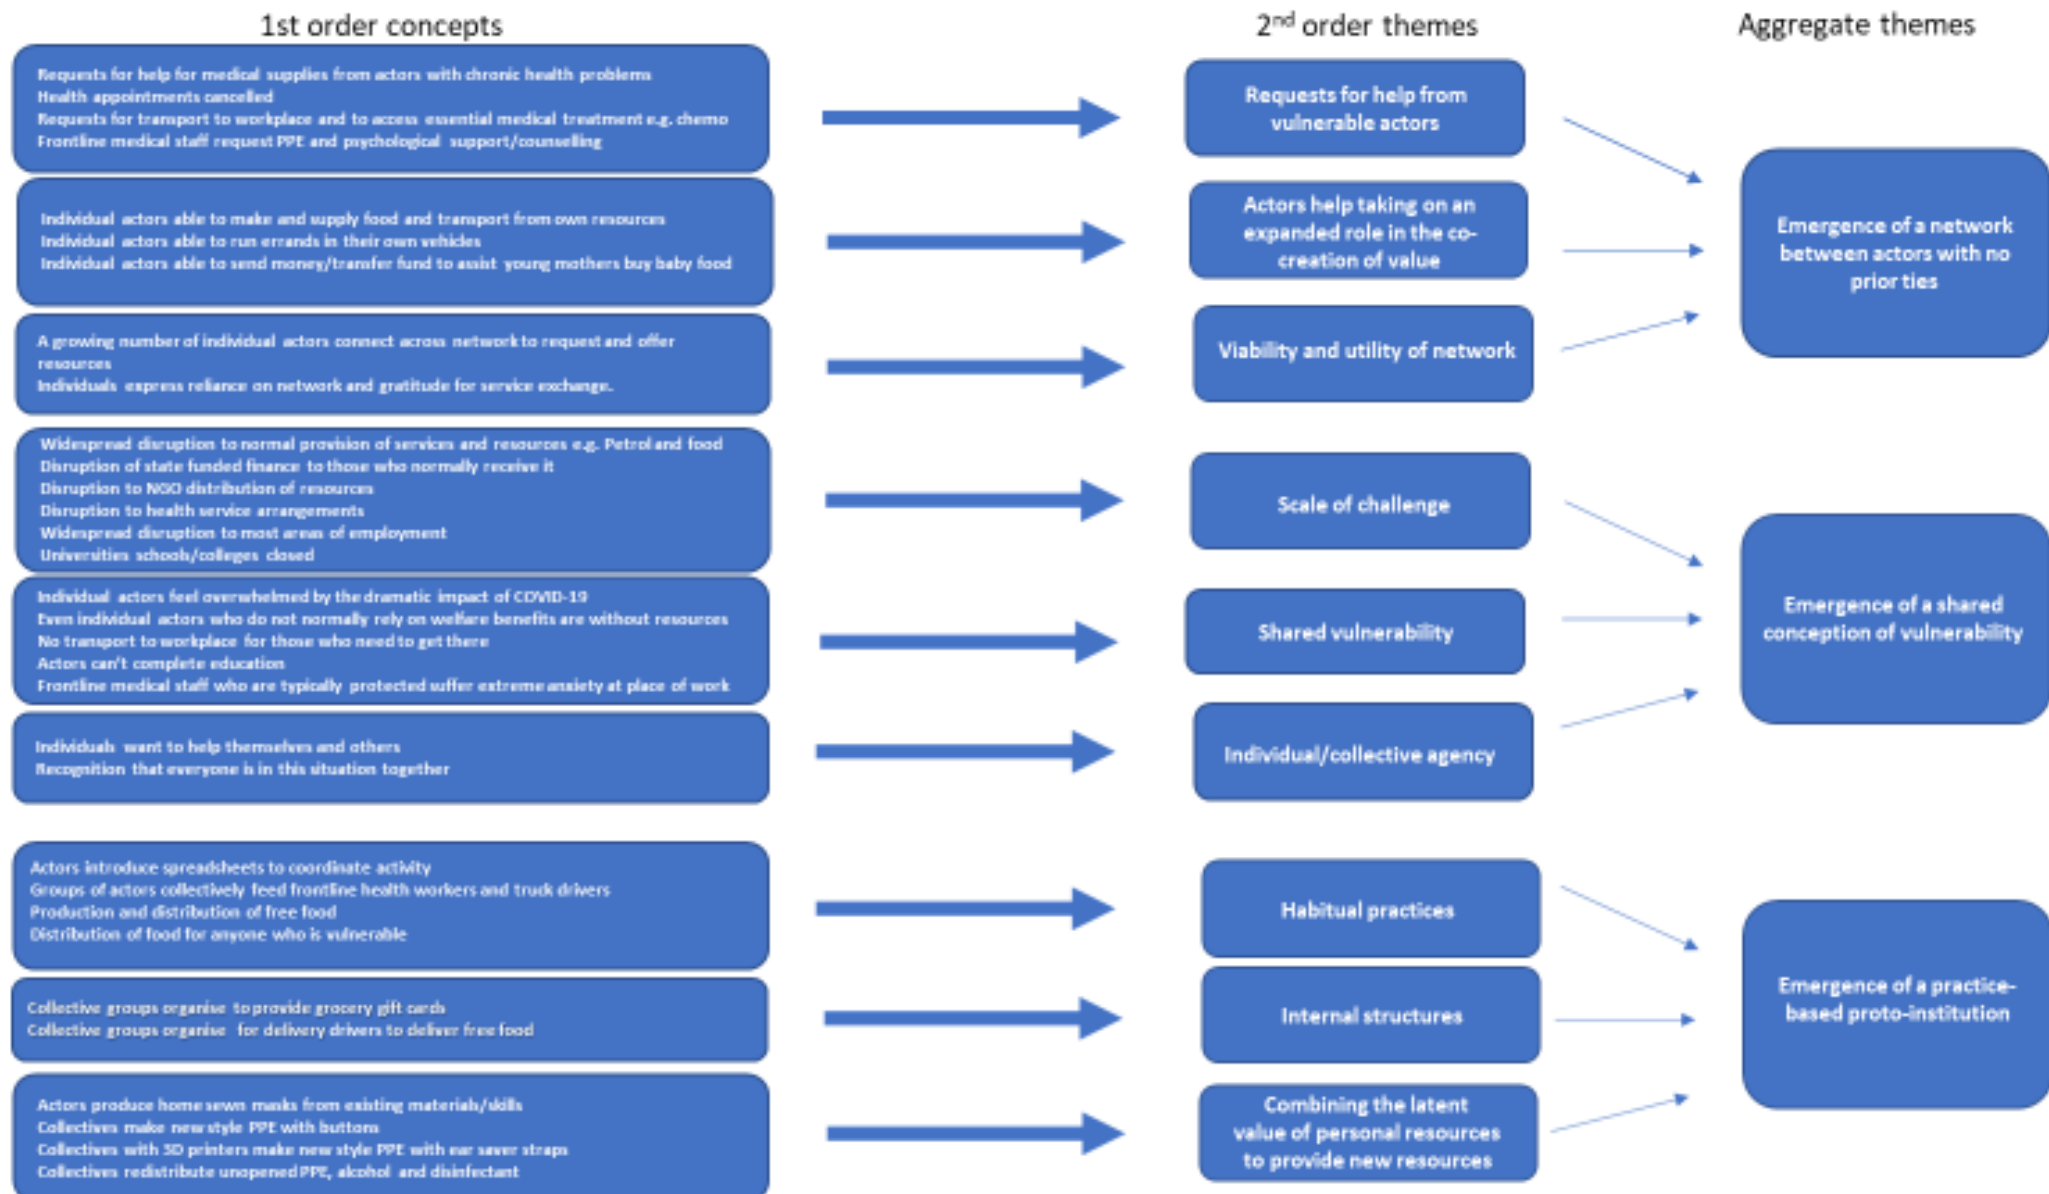 1st order concepts
2nd order themes
Aggregate themes
Requests for help for medical supplies from actors with chronic health problems
Health appointments cancelled
Requests for transport to workplace and to access essential medical treatment e.g. chemo
Frontline medical staff request PPE and psychological support/counselling
Requests for help from
vulnerable actors
Individual actors able to make and supply food and transport from own resources
Individual actors able to run errands in their own vehicles
Individual actors able to send money/transfer fund to assist young mothers buy baby food
Actors help taking on an
expanded role in the co-
creation of value
A growing number of individual actors connect across network to request and offer
resources
Individuals express reliance on network and gratitude for service exchange.
Viability and utility of network
Emergence of a network
between actors with no
prior ties
Widespread disruption to normal provision of services and resources e.g. Petrol and food
Disruption of state funded finance to those who normally receive it
Disruption to NGO distribution of resources
Disruption to health service arrangements
Widespread disruption to most areas of employment
Universities schools/colleges closed
Scale of challenge
Individual actors feel overwhelmed by the dramatic impact of COVID-19
Even individual actors who do not normally rely on welfare benefits are without resources
No transport to workplace for those who need to get there
Actors can't complete education
Frontline medical staff who are typically protected suffer extreme anxiety at place of work
Shared vulnerability
Individuals want to help themselves and others
Recognition that everyone is in this situation together
Individual/collective agency
Emergence of a shared
conception of vulnerability
Actors introduce spreadsheets to coordinate activity
Groups of actors collectively feed frontline health workers and truck drivers
Production and distribution of free food
Distribution of food for anyone who is vulnerable
Habitual practices
Collective groups organise to provide grocery gift cards
Collective groups organise for delivery drivers to deliver free food
Internal structures
Actors produce home sewn masks from existing materials/skills
Collectives make new style PPE with buttons
Collectives with 3D printers make new style PPE with ear saver straps
Collectives redistribute unopened PPE, alcohol and disinfectant
Combining the latent
value of personal resources
to provide new resources
Emergence of a practice-
based proto-institution